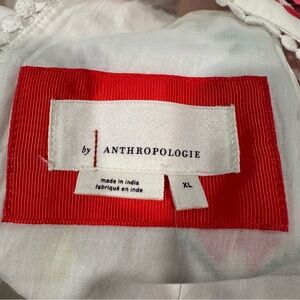 by | ANTHROPOLOGIE
made in india
fabriqué en inde
XL